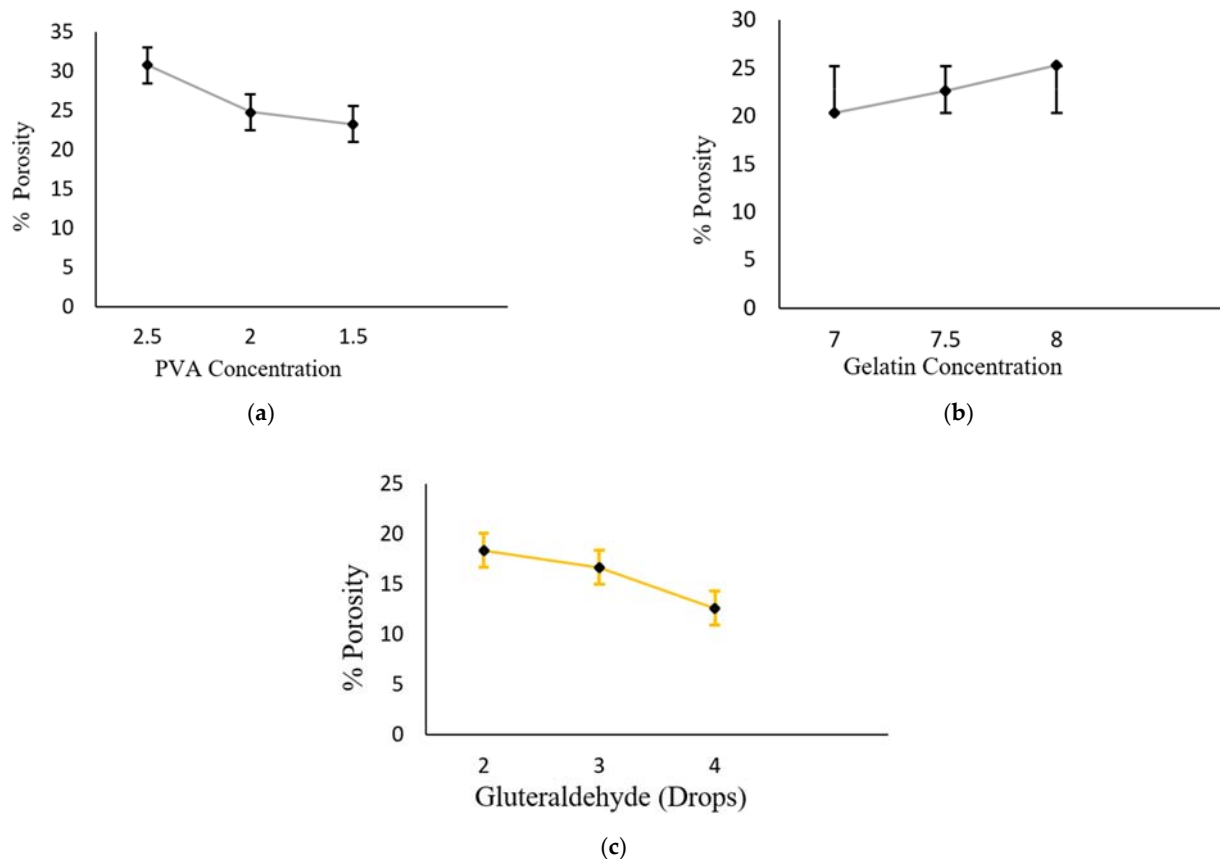 35
30
25
20
15
10
5
0
% Porosity
2.5 2 1.5
PVA Concentration
(a)
30
25
20
15
10
5
0
% Porosity
7 7.5 8
Gelatin Concentration
(b)
25
20
15
10
5
0
% Porosity
2 3 4
Gluteraldehyde (Drops)
(c)